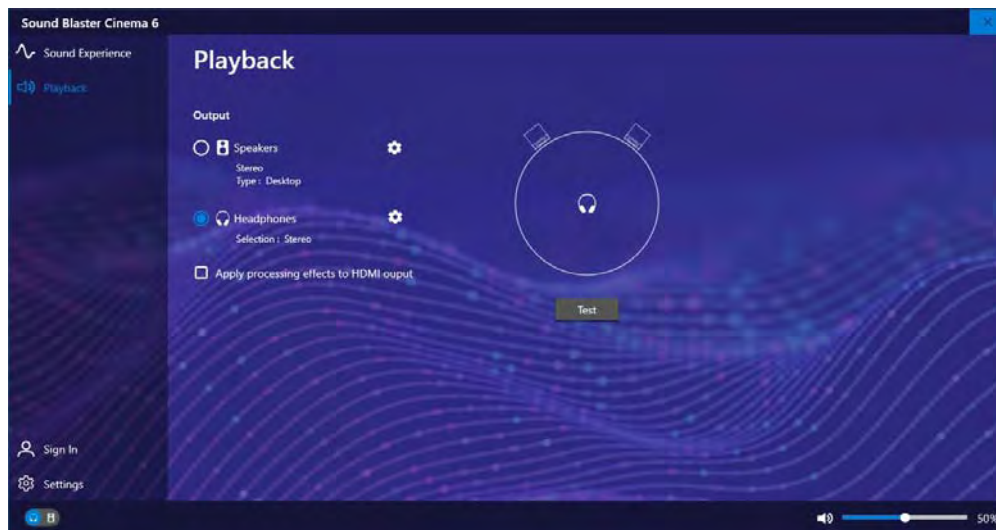 Sound Blaster Cinema 6
Sound Experience
Playback
Playback
Output
Speakers
Stereo
Type : Desktop
Headphones
Selection : Stereo
Apply processing effects to HDMI ouput
Test
Sign In
Settings
50%